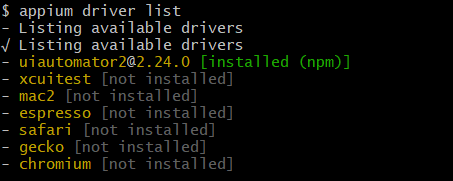 $ appium driver list
- Listing available drivers
√ Listing available drivers
- uiautomator2@2.24.0 [installed (npm)]
- xcuitest [not installed]
- mac2 [not installed]
- espresso [not installed]
- safari [not installed]
- gecko [not installed]
- chromium [not installed]